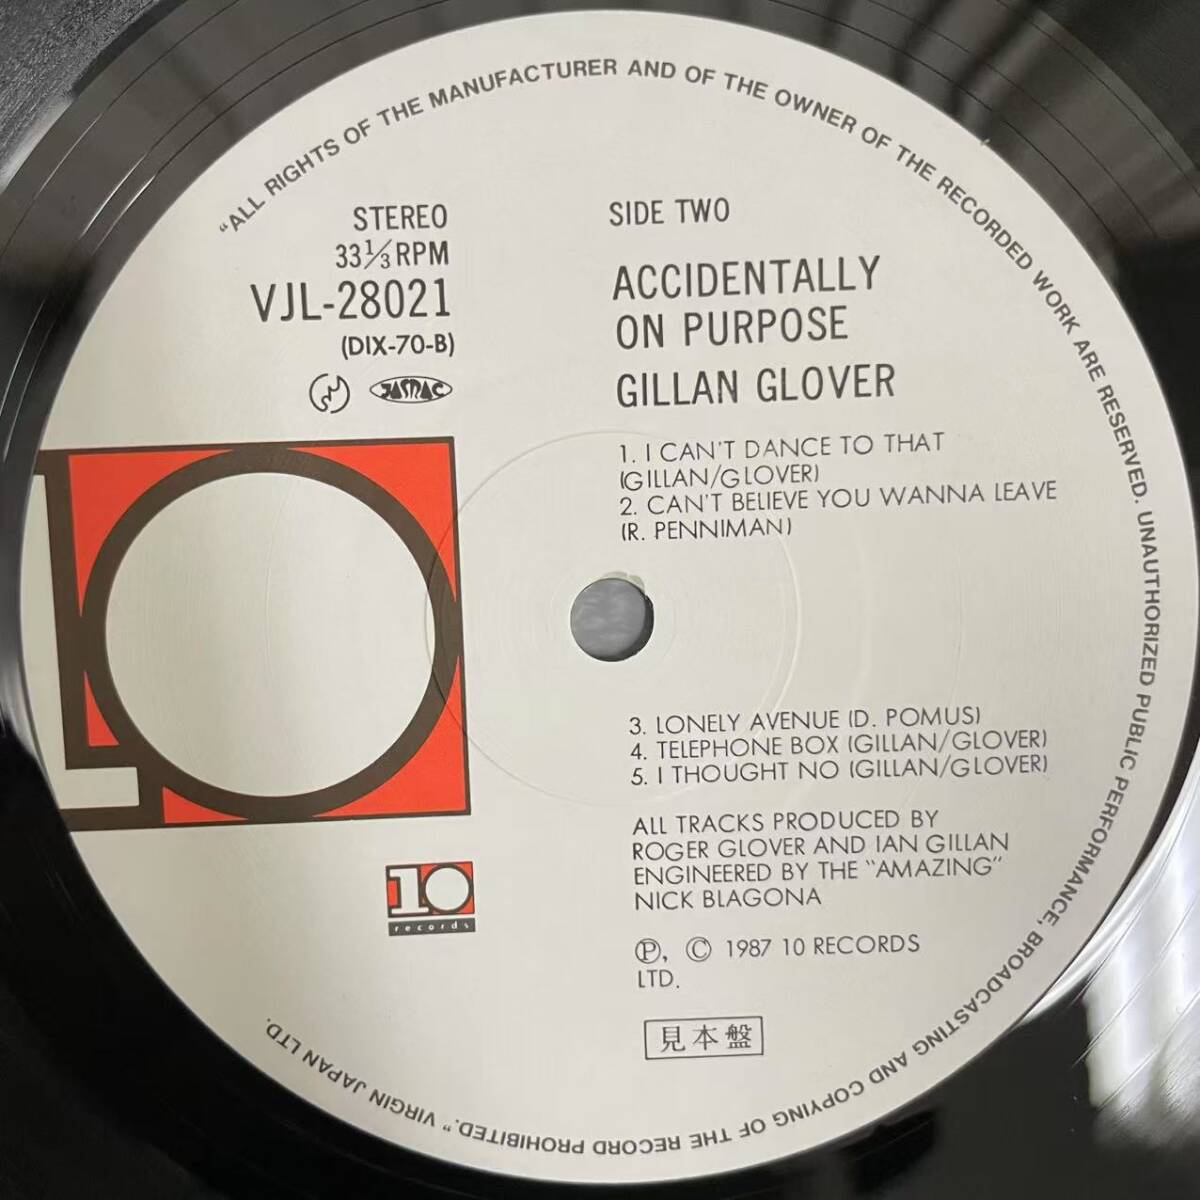 "ALL RIGHTS OF THE MANUFACTURER AND OF THE OWNER OF THE RECORDED WORK ARE RESERVED. UNAUTHORIZED PUBLIC PERFORMANCE, BROADCASTING AND COPYING OF THE RECORD PROHIBITED." VIRGIN JAPAN LTD.
STEREO
33⅓RPM
VJL-28021
(DIX-70-B)
JASRAC
SIDE TWO
ACCIDENTALLY
ON PURPOSE
GILLAN GLOVER
1. I CAN'T DANCE TO THAT
(GILLAN/GLOVER)
2. CAN'T BELIEVE YOU WANNA LEAVE
(R. PENNIMAN)
3. LONELY AVENUE (D. POMUS)
4. TELEPHONE BOX (GILLAN/GLOVER)
5. I THOUGHT NO (GILLAN/GLOVER)
ALL TRACKS PRODUCED BY
ROGER GLOVER AND IAN GILLAN
ENGINEERED BY THE "AMAZING"
NICK BLAGONA
Ⓟ, © 1987 10 RECORDS
LTD.
見本盤
10
10
records